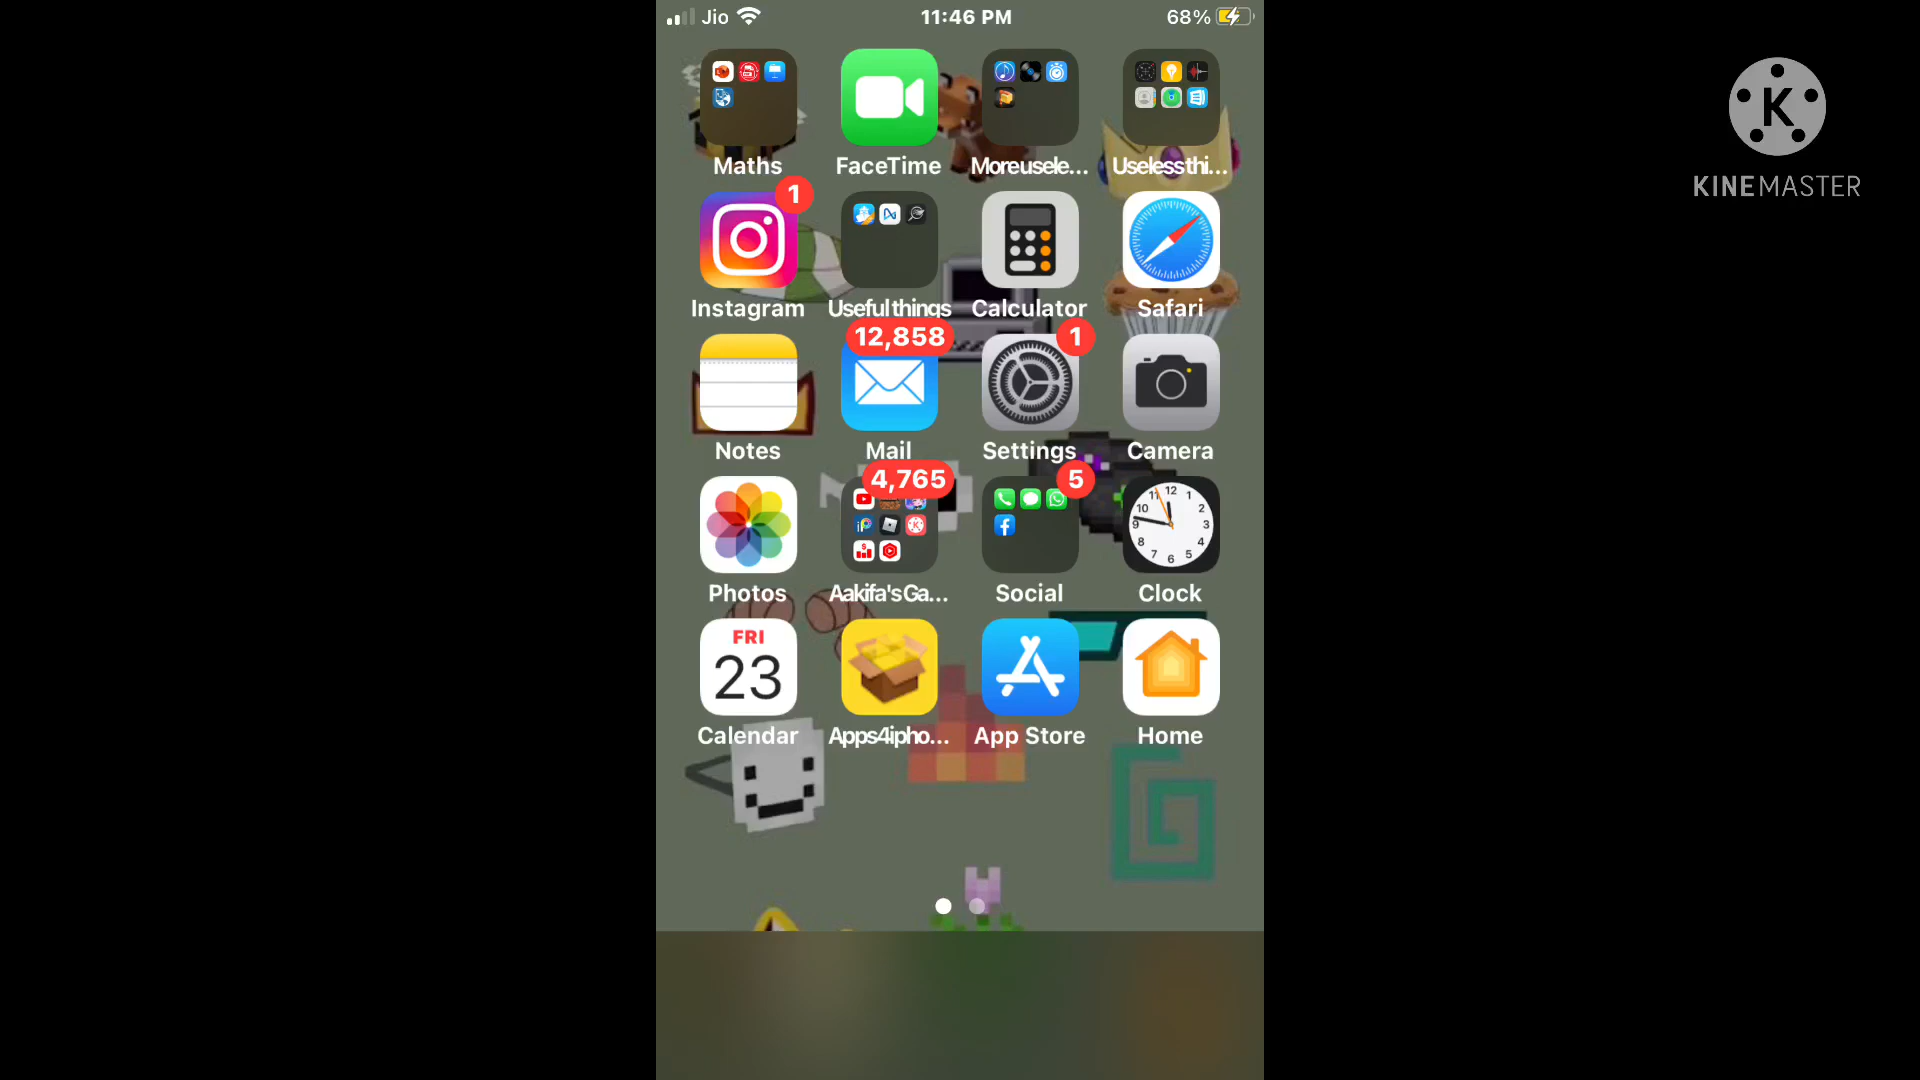 Jio 11:46 PM 68%
K
KINEMASTER
Maths FaceTime Moreusele... Uselessthi...
1
Instagram Usefulthings Calculator Safari
12,858 1
Notes Mail Settings Camera
4,765 5
Photos Aakifa'sGa... Social Clock
FRI
23
Calendar Apps4ipho... App Store Home